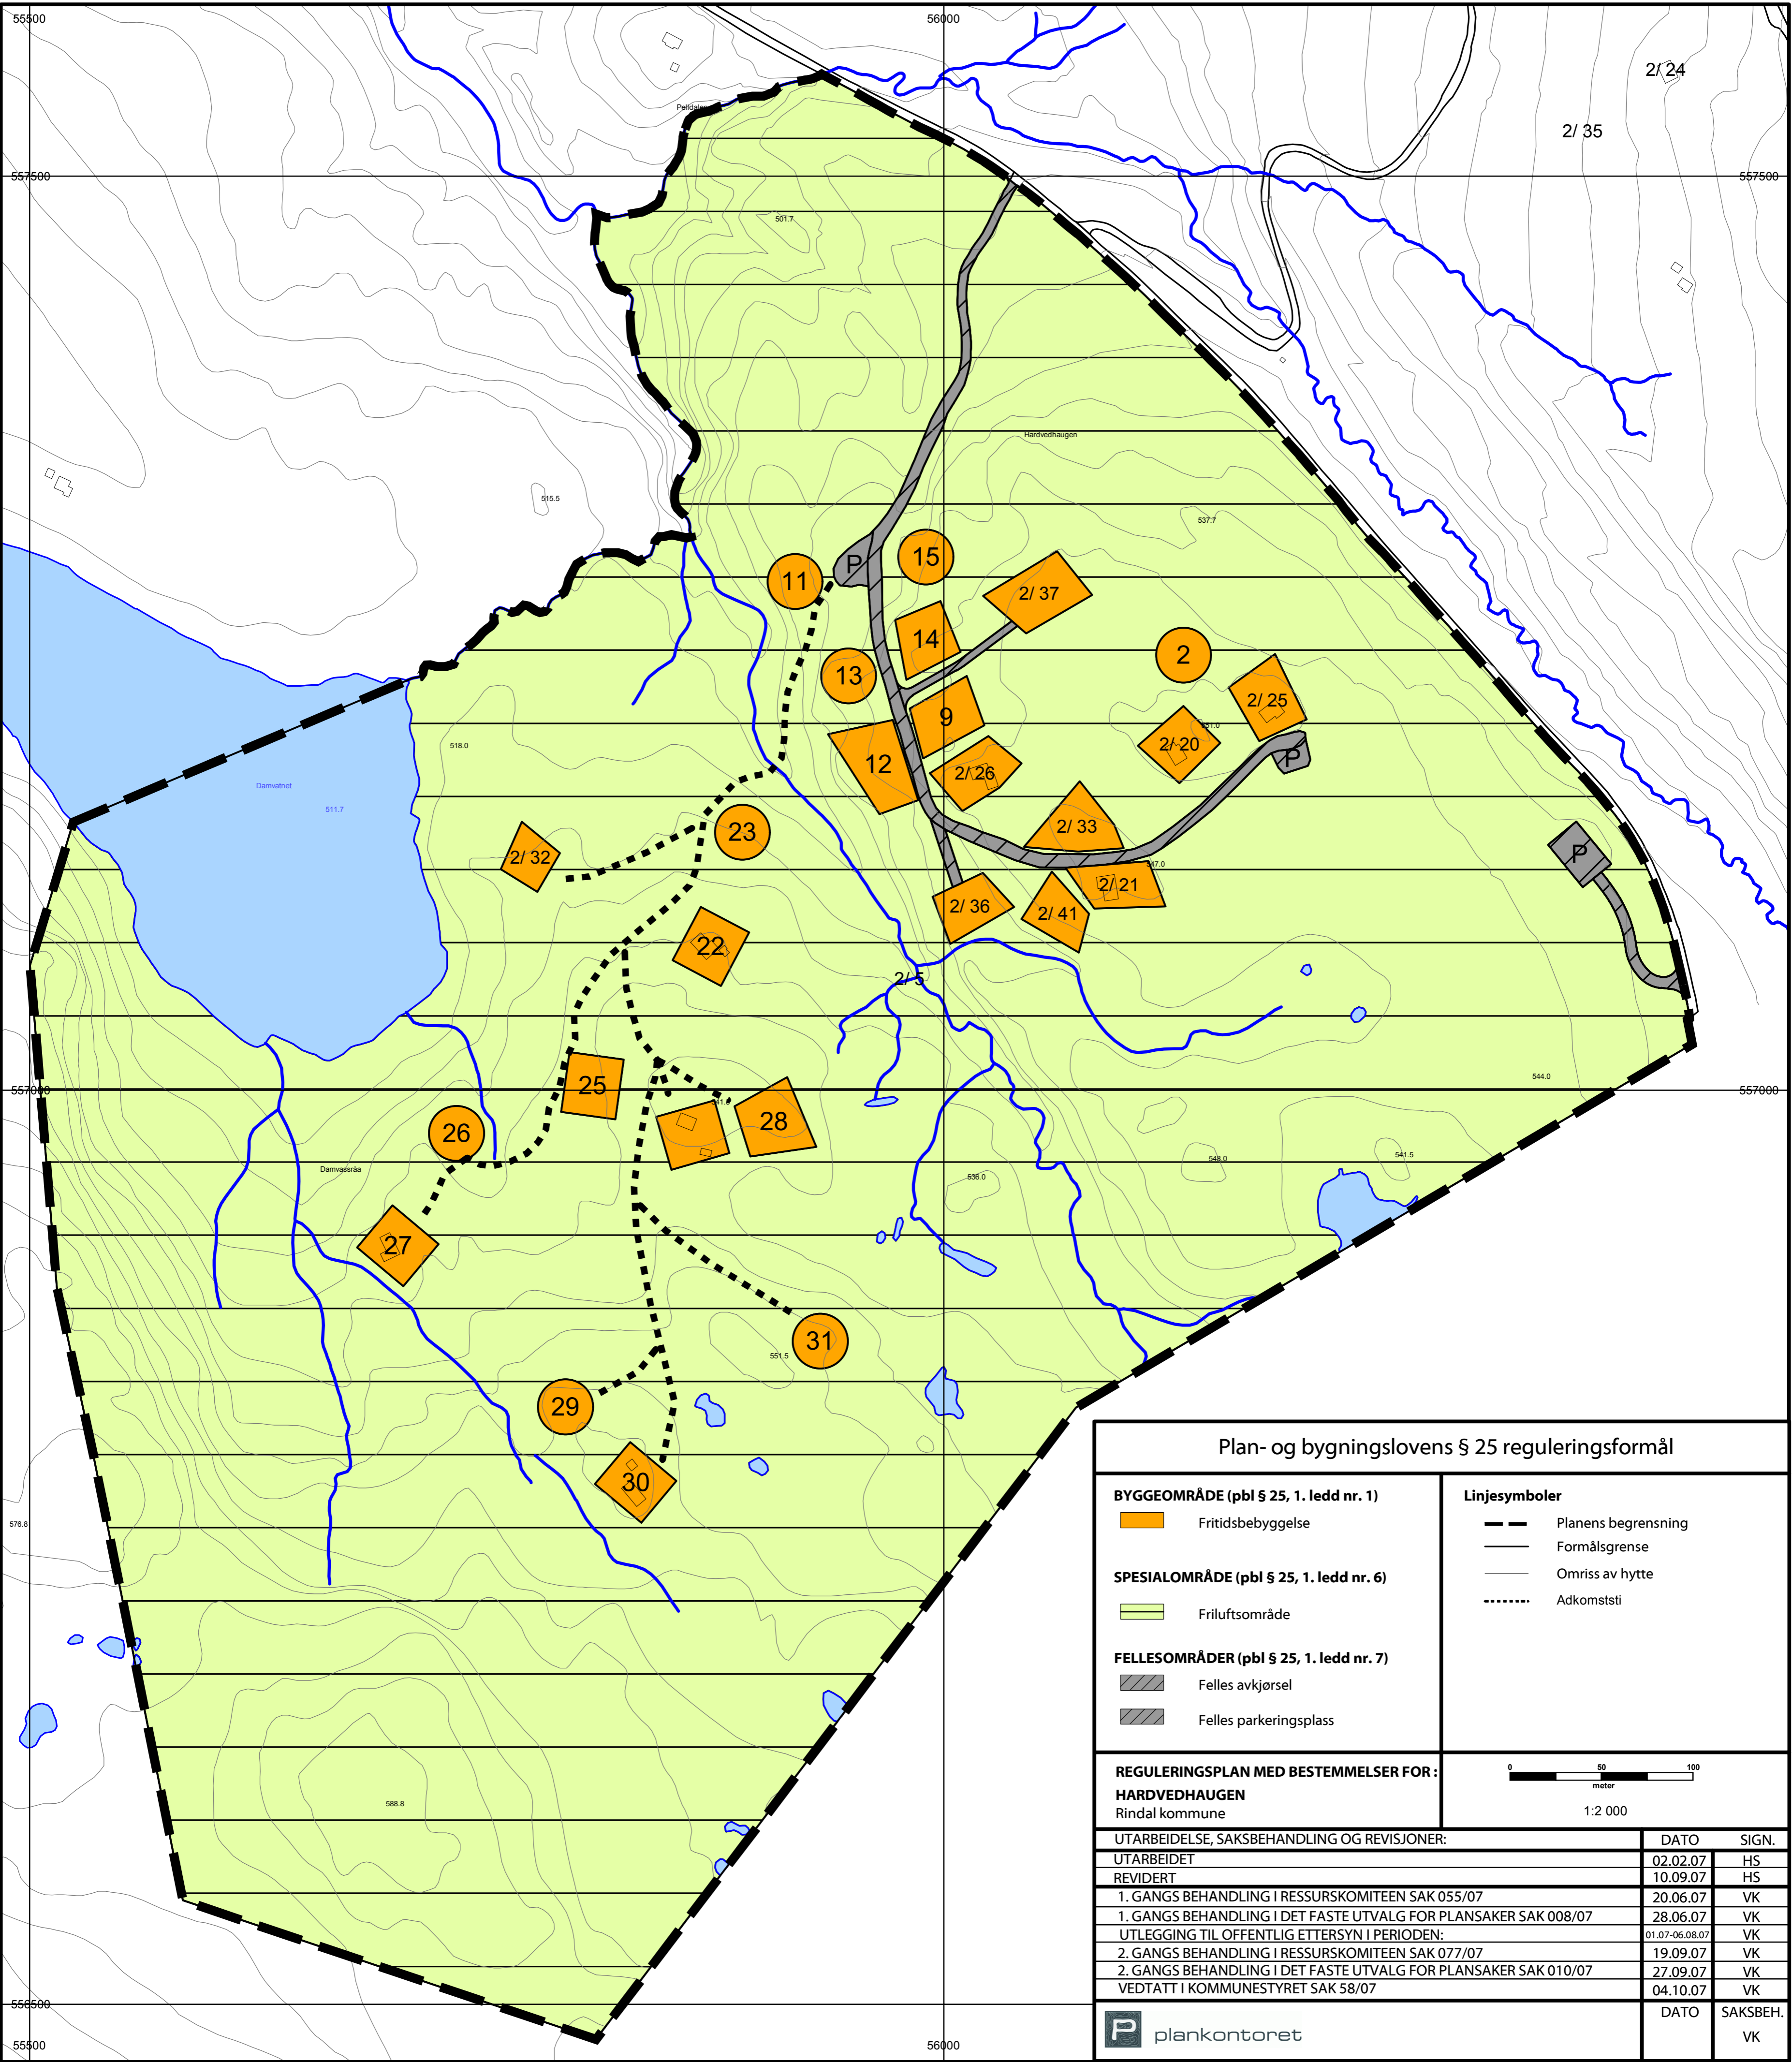 55500
56000
2/ 24
2/ 35
557500
557500
501.7
Hardvedhaugen
515.5
537.7
P
15
11
2/ 37
14
2
13
2/ 25
9
518.0
2/ 20
12
2/ 26
P
Damvatnet
511.7
2/ 33
23
P
2/ 32
547.0
2/ 21
2/ 36
2/ 41
22
2/ 5
544.0
557000
25
557000
28
26
541.5
548.0
Damvassråa
536.0
27
31
551.5
29
30
576.8
588.8
556500
55500
56000
Plan- og bygningslovens § 25 reguleringsformål
BYGGEOMRÅDE (pbl § 25, 1. ledd nr. 1)
Fritidsbebyggelse
SPESIALOMRÅDE (pbl § 25, 1. ledd nr. 6)
Friluftsområde
FELLESOMRÅDER (pbl § 25, 1. ledd nr. 7)
Felles avkjørsel
Felles parkeringsplass
Linjesymboler
Planens begrensning
Formålsgrense
Omriss av hytte
Adkomststi
REGULERINGSPLAN MED BESTEMMELSER FOR :
HARDVEDHAUGEN
Rindal kommune
0 50 100
meter
1:2 000
UTARBEIDELSE, SAKSBEHANDLING OG REVISJONER: DATO SIGN.
UTARBEIDET 02.02.07 HS
REVIDERT 10.09.07 HS
1. GANGS BEHANDLING I RESSURSKOMITEEN SAK 055/07 20.06.07 VK
1. GANGS BEHANDLING I DET FASTE UTVALG FOR PLANSAKER SAK 008/07 28.06.07 VK
UTLEGGING TIL OFFENTLIG ETTERSYN I PERIODEN: 01.07-06.08.07 VK
2. GANGS BEHANDLING I RESSURSKOMITEEN SAK 077/07 19.09.07 VK
2. GANGS BEHANDLING I DET FASTE UTVALG FOR PLANSAKER SAK 010/07 27.09.07 VK
VEDTATT I KOMMUNESTYRET SAK 58/07 04.10.07 VK
P plankontoret
DATO SAKSBEH.
VK